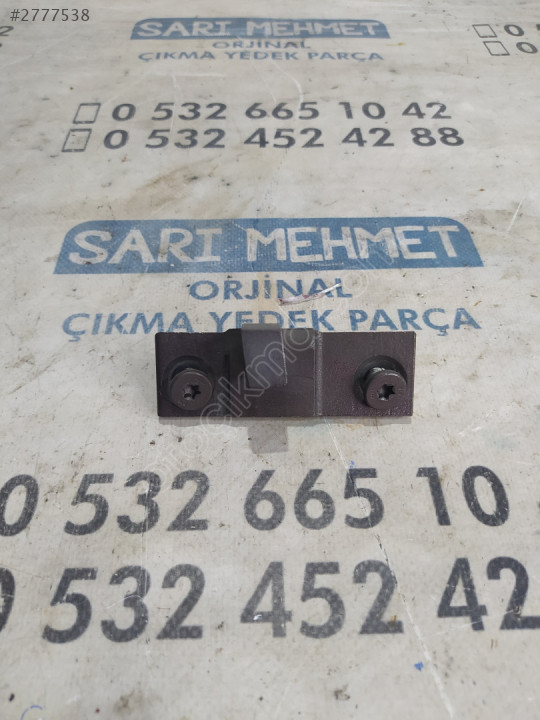 #2777538
SARI MEHMET
ORJİNAL
ÇIKMA YEDEK PARÇA
0 532 665 10 42
0 532 452 42 88
SARI MEHMET
ORJİNAL
ÇIKMA YEDEK PARÇA
0 532 665 10
0 532 452 42